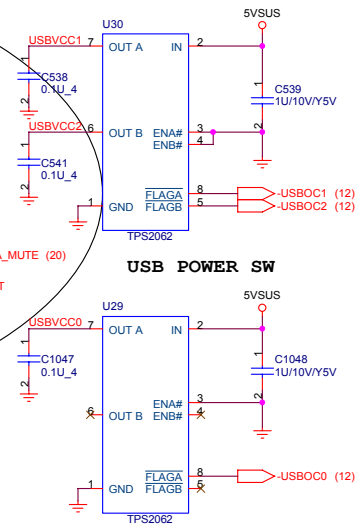 U30
5VSUS
USBVCC1 7 OUT A IN 2
1
C538
0.1U_4
2
1
C539
1U/10V/Y5V
2
USBVCC2 6 OUT B ENA# 3
ENB# 4
1
C541
0.1U_4
2
FLAGA 8 -USBOC1 (12)
1 GND FLAGB 5 -USBOC2 (12)
TPS2062
A_MUTE (20)
USB POWER SW
T
U29
5VSUS
USBVCC0 7 OUT A IN 2
1
C1047
0.1U_4
2
1
C1048
1U/10V/Y5V
2
ENA# 3
6 OUT B ENB# 4
FLAGA 8 -USBOC0 (12)
1 GND FLAGB 5
TPS2062